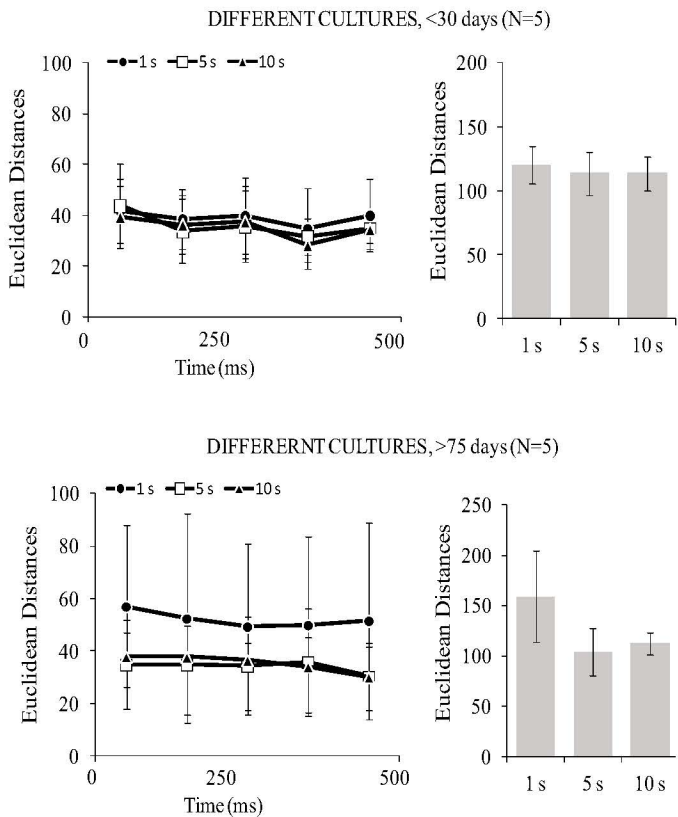 DIFFERENT CULTURES, <30 days (N=5)
1 s 5 s 10 s
Euclidean Distances
100
80
60
40
20
0
0 250 500
Time (ms)
Euclidean Distances
200
150
100
50
0
1 s 5 s 10 s
DIFFERERNT CULTURES, >75 days (N=5)
1 s 5 s 10 s
Euclidean Distances
100
80
60
40
20
0
0 250 500
Time (ms)
Euclidean Distances
250
200
150
100
50
0
1 s 5 s 10 s